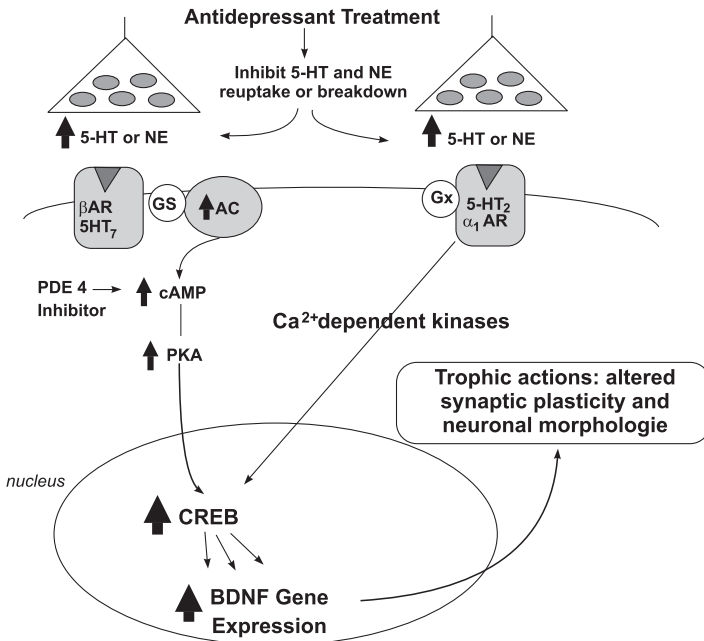 Antidepressant Treatment
Inhibit 5-HT and NE
reuptake or breakdown
5-HT or NE
5-HT or NE
βAR
5HT7
GS
AC
Gx
5-HT2
α1 AR
PDE 4
Inhibitor
cAMP
Ca2+dependent kinases
PKA
Trophic actions: altered
synaptic plasticity and
neuronal morphologie
nucleus
CREB
BDNF Gene
Expression